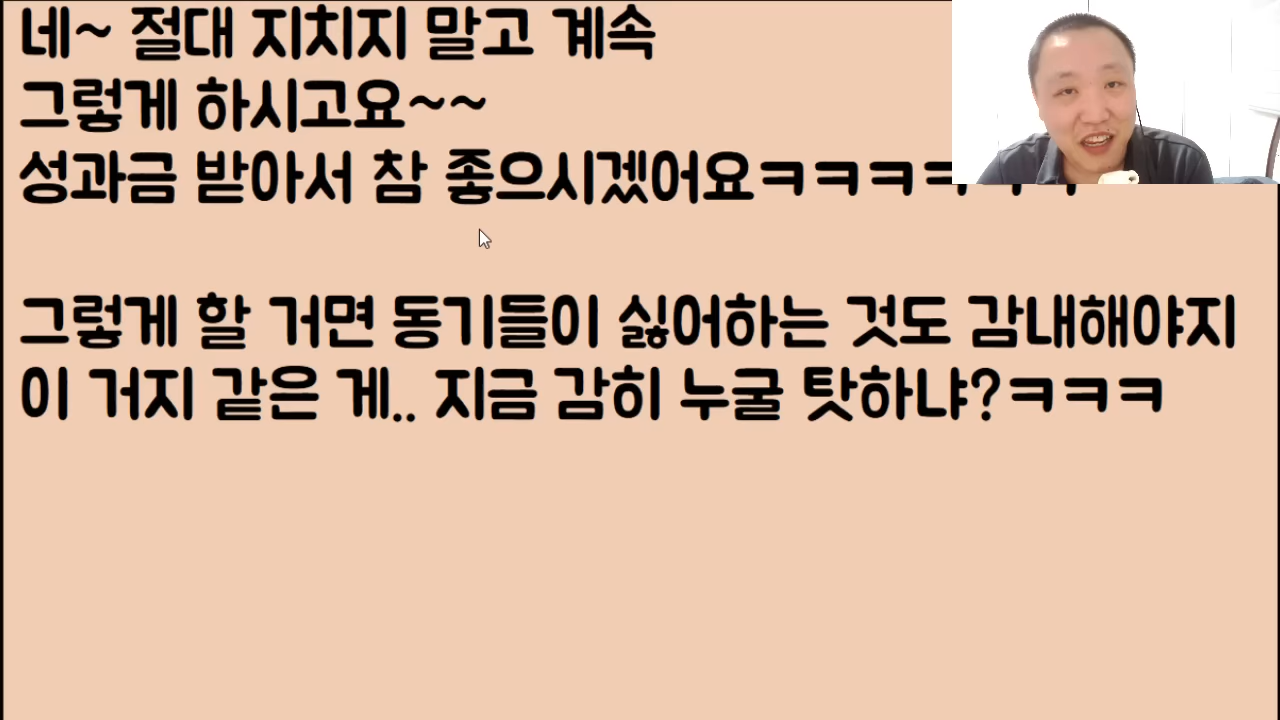 네~ 절대 지치지 말고 계속
그렇게 하시고요~~
성과금 받아서 참 좋으시겠어요ㅋㅋㅋㅋㅋㅋ
그렇게 할 거면 동기들이 싫어하는 것도 감내해야지
이 거지 같은 게.. 지금 감히 누굴 탓하냐?ㅋㅋㅋ